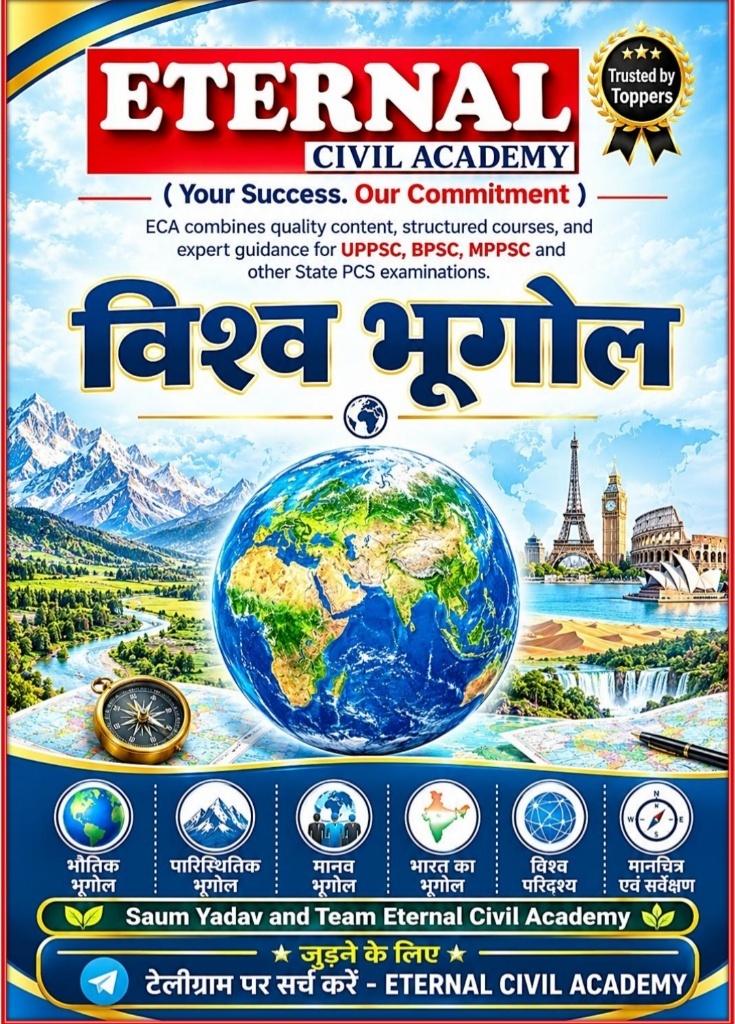 ETERNAL
CIVIL ACADEMY
Trusted by
Toppers
( Your Success. Our Commitment )
ECA combines quality content, structured courses, and
expert guidance for UPPSC, BPSC, MPPSC and
other State PCS examinations.
विश्व भूगोल
भौतिक
भूगोल
पारिस्थितिक
भूगोल
मानव
भूगोल
भारत का
भूगोल
विश्व
परिदृश्य
N
W E
S
मानचित्र
एवं सर्वेक्षण
Saum Yadav and Team Eternal Civil Academy
★ जुड़ने के लिए ★
टेलीग्राम पर सर्च करें - ETERNAL CIVIL ACADEMY